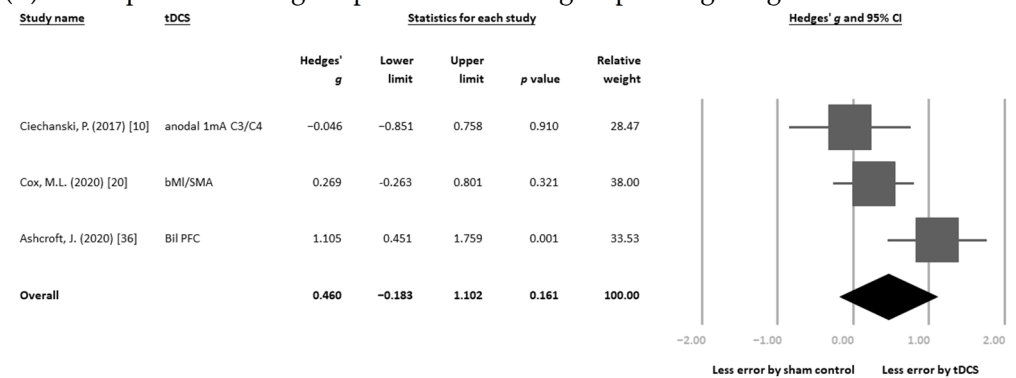 Study name tDCS Statistics for each study Hedges' g and 95% CI
Hedges' Lower Upper Relative
g limit limit p value weight
Ciechanski, P. (2017) [10] anodal 1mA C3/C4 −0.046 −0.851 0.758 0.910 28.47
Cox, M.L. (2020) [20] bMl/SMA 0.269 -0.263 0.801 0.321 38.00
Ashcroft, J. (2020) [36] Bil PFC 1.105 0.451 1.759 0.001 33.53
Overall 0.460 −0.183 1.102 0.161 100.00
−2.00 −1.00 0.00 1.00 2.00
Less error by sham control Less error by tDCS